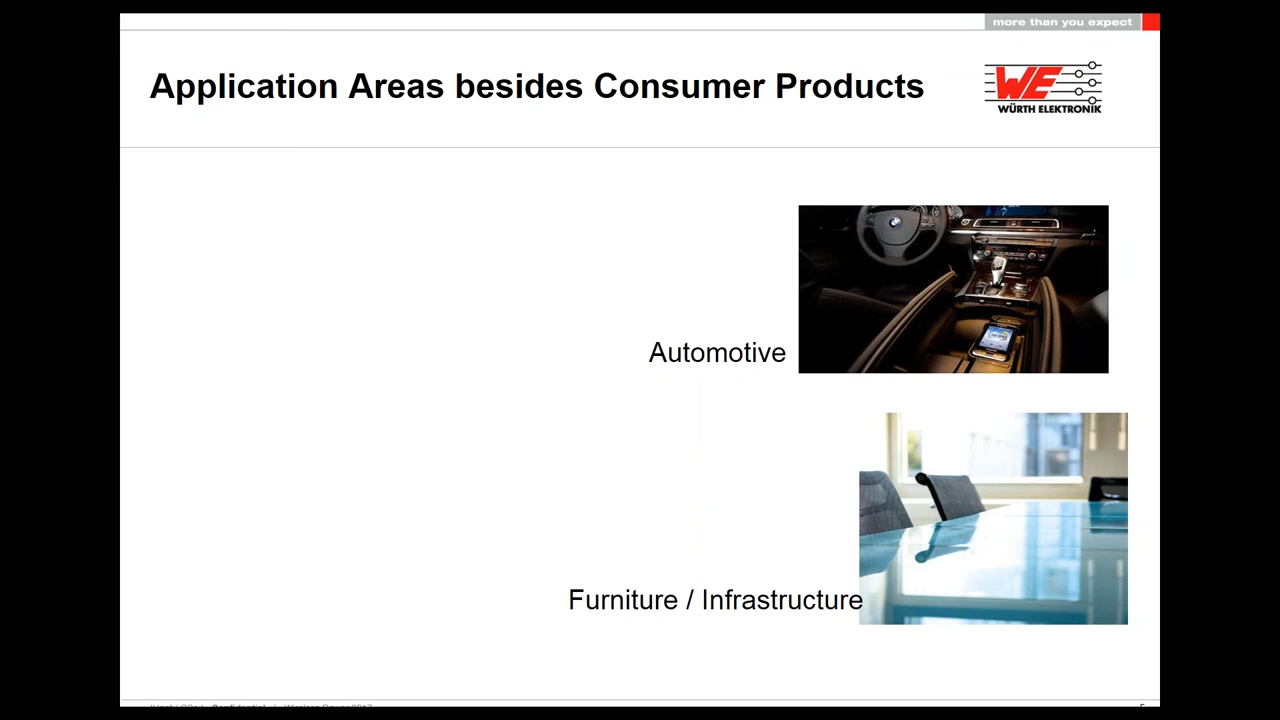 more than you expect
Application Areas besides Consumer Products
WE
WÜRTH ELEKTRONIK
Automotive
Furniture / Infrastructure